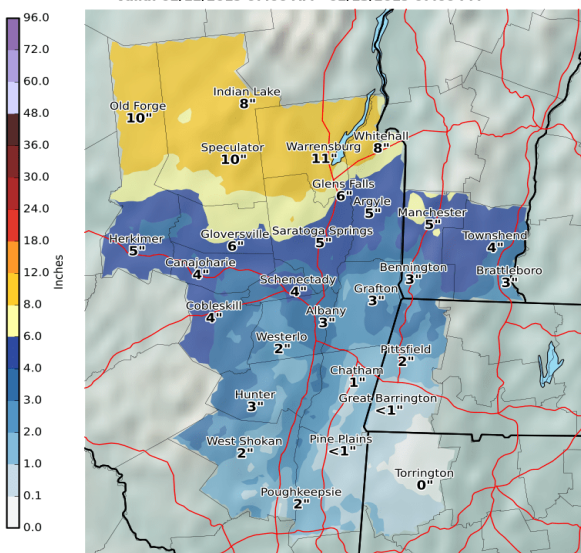 96.0
72.0
60.0
48.0
36.0
30.0
24.0
18.0
12.0
8.0
6.0
4.0
3.0
2.0
1.0
0.1
0.0
Inches
Indian Lake
8"
Old Forge
10"
Speculator
10"
Warrensburg
11"
Whitehall
8"
Glens Falls
6"
Argyle
5"
Manchester
5"
Herkimer
5"
Gloversville
6"
Saratoga Springs
5"
Townshend
4"
Canajoharie
4"
Schenectady
4"
Bennington
3"
Brattleboro
3"
Cobleskill
4"
Albany
3"
Grafton
3"
Westerlo
2"
Pittsfield
2"
Chatham
1"
Hunter
3"
Great Barrington
<1"
West Shokan
2"
Pine Plains
<1"
Torrington
0"
Poughkeepsie
2"